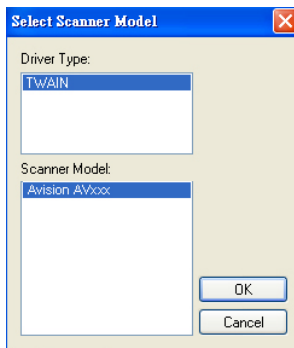 Select Scanner Model
Driver Type:
TWAIN
Scanner Model:
Avision AVxxx
OK
Cancel